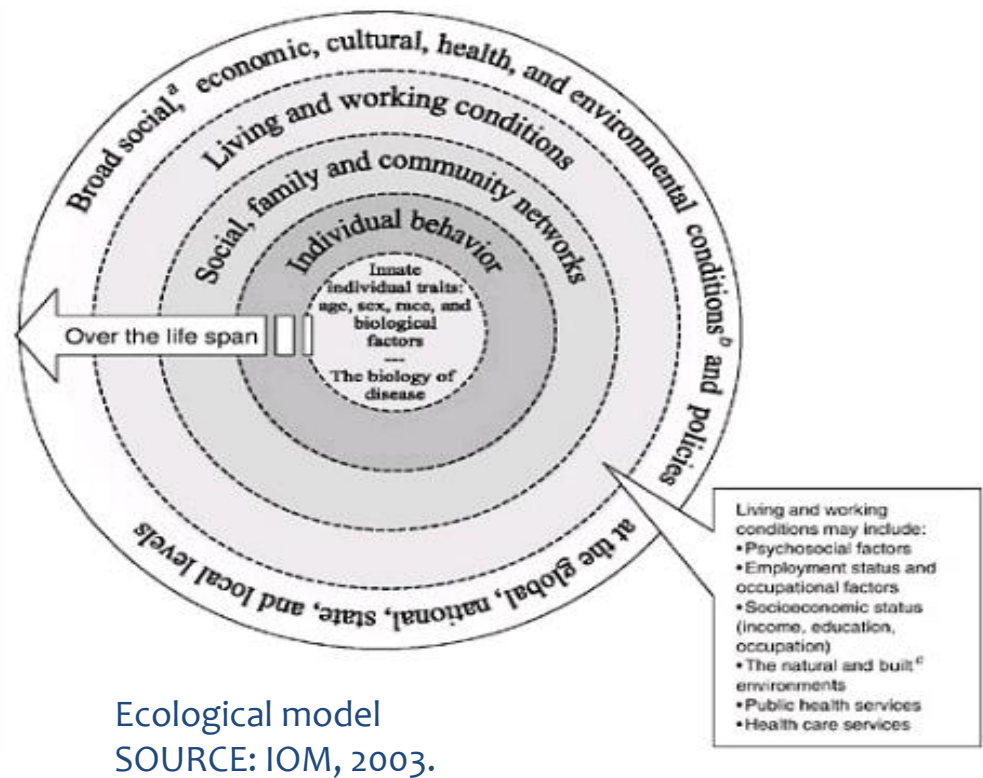 Broad social,ᵃ economic, cultural, health, and environmental conditionsᵇ and policies
at the global, national, state, and local levels
Living and working conditions
Social, family and community networks
Individual behavior
Innate
individual traits:
age, sex, race, and
biological
factors
---
The biology of
disease
Over the life span
Living and working
conditions may include:
•Psychosocial factors
•Employment status and
occupational factors
•Socioeconomic status
(income, education,
occupation)
•The natural and builtᶜ
environments
•Public health services
•Health care services
Ecological model
SOURCE: IOM, 2003.